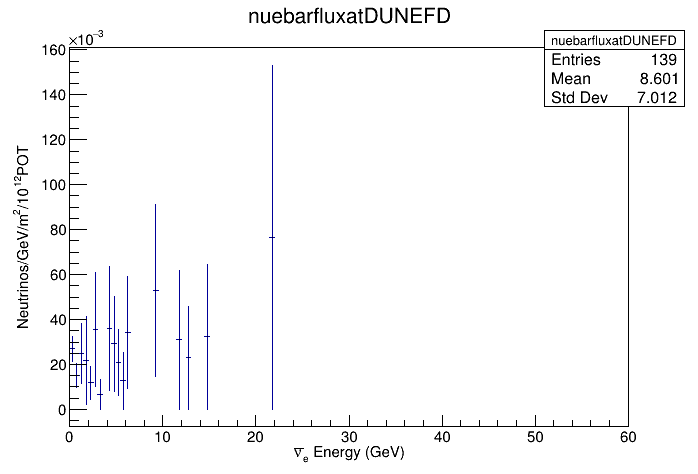 nuebarfluxatDUNEFD
×10⁻³
nuebarfluxatDUNEFD
Entries 139
Mean 8.601
Std Dev 7.012
Neutrinos/GeV/m²/10¹²POT
160
140
120
100
80
60
40
20
0
0 10 20 30 40 50 60
ν̅ₑ Energy (GeV)